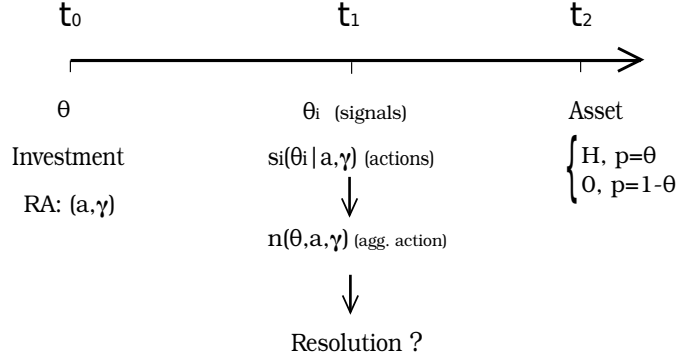 t₀ t₁ t₂
θ θi (signals) Asset
Investment si(θi|a,γ) (actions) H, p=θ
0, p=1-θ
RA: (a,γ)
n(θ,a,γ) (agg. action)
Resolution ?